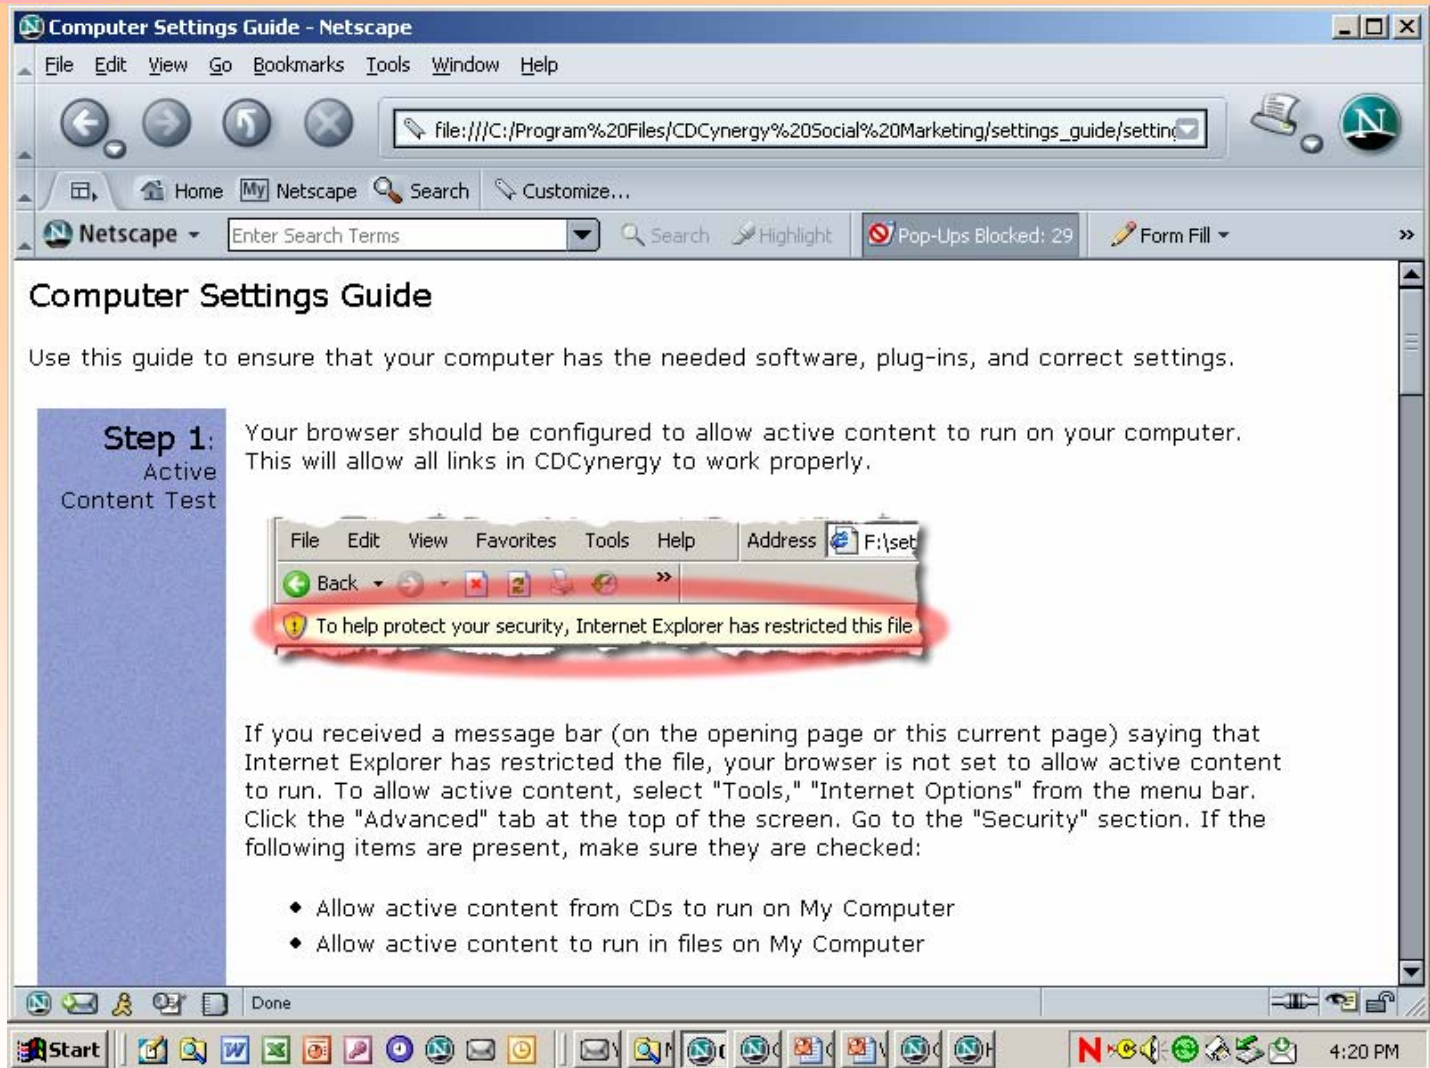 Computer Settings Guide - Netscape
File Edit View Go Bookmarks Tools Window Help
file:///C:/Program%20Files/CDCynergy%20Social%20Marketing/settings_guide/setting
Home My Netscape Search Customize...
Netscape Enter Search Terms Search Highlight Pop-Ups Blocked: 29 Form Fill »
Computer Settings Guide
Use this guide to ensure that your computer has the needed software, plug-ins, and correct settings.
Step 1:
Active
Content Test
Your browser should be configured to allow active content to run on your computer.
This will allow all links in CDCynergy to work properly.
File Edit View Favorites Tools Help Address F:\set
Back »
To help protect your security, Internet Explorer has restricted this file
If you received a message bar (on the opening page or this current page) saying that
Internet Explorer has restricted the file, your browser is not set to allow active content
to run. To allow active content, select "Tools," "Internet Options" from the menu bar.
Click the "Advanced" tab at the top of the screen. Go to the "Security" section. If the
following items are present, make sure they are checked:
• Allow active content from CDs to run on My Computer
• Allow active content to run in files on My Computer
Done
Start 4:20 PM